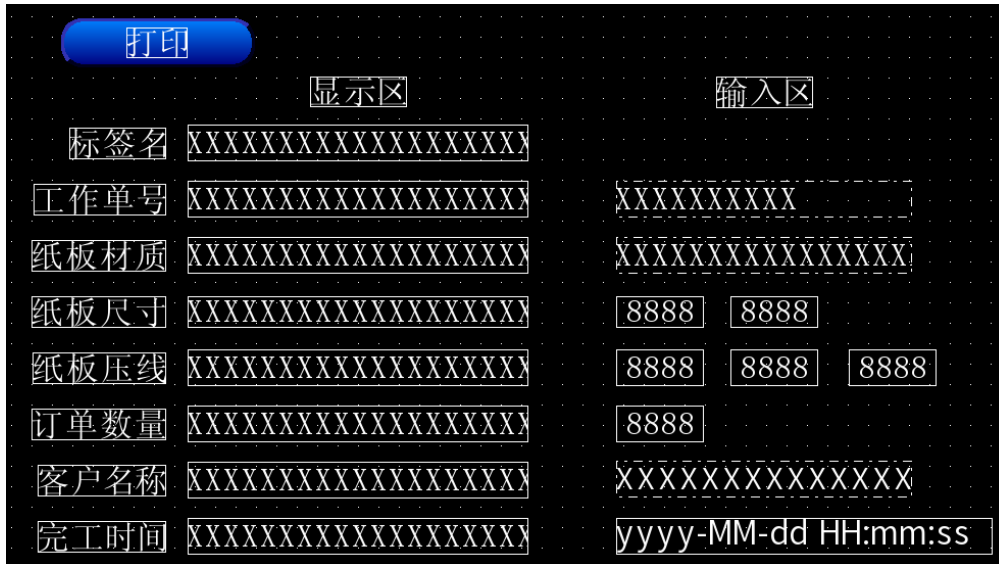 打印
显示区 输入区
标签名 XXXXXXXXXXXXXXXXXXX
工作单号 XXXXXXXXXXXXXXXXXXX XXXXXXXXXX
纸板材质 XXXXXXXXXXXXXXXXXXX XXXXXXXXXXXXXXXX
纸板尺寸 XXXXXXXXXXXXXXXXXXX 8888 8888
纸板压线 XXXXXXXXXXXXXXXXXXX 8888 8888 8888
订单数量 XXXXXXXXXXXXXXXXXXX 8888
客户名称 XXXXXXXXXXXXXXXXXXX XXXXXXXXXXXXXX
完工时间 XXXXXXXXXXXXXXXXXXX yyyy-MM-dd HH:mm:ss